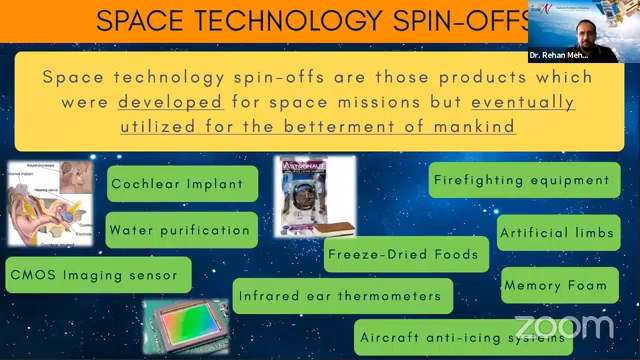 SPACE TECHNOLOGY SPIN-OFFS
Dr. Rehan Meh...
Space technology spin-offs are those products which
were developed for space missions but eventually
utilized for the betterment of mankind
Cochlear Implant
Firefighting equipment
ASTRONAUT
Water purification
Artificial limbs
Freeze-Dried Foods
CMOS Imaging sensor
Memory Foam
Infrared ear thermometers
zoom
Aircraft anti-icing systems